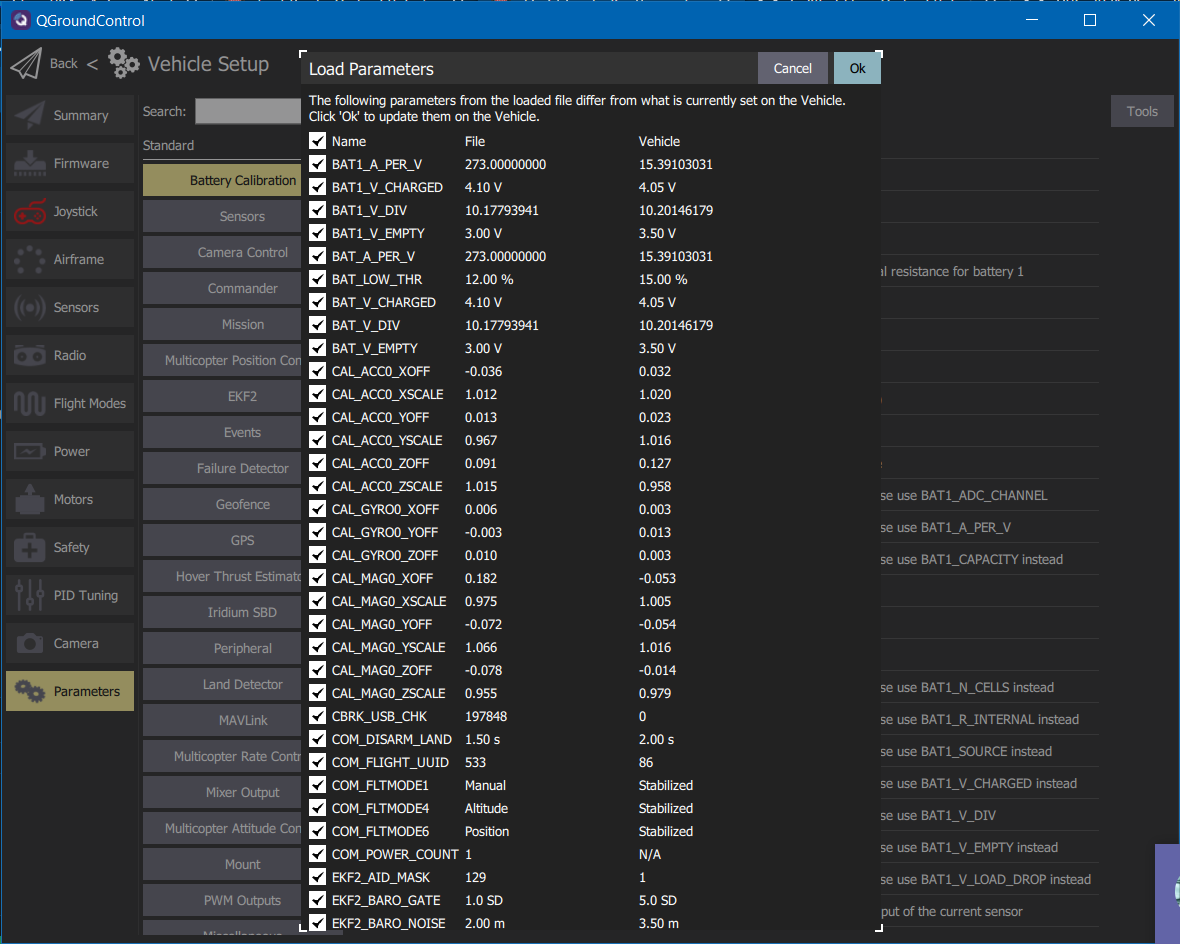 QGroundControl
Back < Vehicle Setup
Summary
Firmware
Joystick
Airframe
Sensors
Radio
Flight Modes
Power
Motors
Safety
PID Tuning
Camera
Parameters
Search:
Standard
Battery Calibration
Sensors
Camera Control
Commander
Mission
Multicopter Position Con
EKF2
Events
Failure Detector
Geofence
GPS
Hover Thrust Estimato
Iridium SBD
Peripheral
Land Detector
MAVLink
Multicopter Rate Contr
Mixer Output
Multicopter Attitude Con
Mount
PWM Outputs
Miscellaneous
Load Parameters Cancel Ok
The following parameters from the loaded file differ from what is currently set on the Vehicle.
Click 'Ok' to update them on the Vehicle.
Name File Vehicle
BAT1_A_PER_V 273.00000000 15.39103031
BAT1_V_CHARGED 4.10 V 4.05 V
BAT1_V_DIV 10.17793941 10.20146179
BAT1_V_EMPTY 3.00 V 3.50 V
BAT_A_PER_V 273.00000000 15.39103031
BAT_LOW_THR 12.00 % 15.00 %
BAT_V_CHARGED 4.10 V 4.05 V
BAT_V_DIV 10.17793941 10.20146179
BAT_V_EMPTY 3.00 V 3.50 V
CAL_ACC0_XOFF -0.036 0.032
CAL_ACC0_XSCALE 1.012 1.020
CAL_ACC0_YOFF 0.013 0.023
CAL_ACC0_YSCALE 0.967 1.016
CAL_ACC0_ZOFF 0.091 0.127
CAL_ACC0_ZSCALE 1.015 0.958
CAL_GYRO0_XOFF 0.006 0.003
CAL_GYRO0_YOFF -0.003 0.013
CAL_GYRO0_ZOFF 0.010 0.003
CAL_MAG0_XOFF 0.182 -0.053
CAL_MAG0_XSCALE 0.975 1.005
CAL_MAG0_YOFF -0.072 -0.054
CAL_MAG0_YSCALE 1.066 1.016
CAL_MAG0_ZOFF -0.078 -0.014
CAL_MAG0_ZSCALE 0.955 0.979
CBRK_USB_CHK 197848 0
COM_DISARM_LAND 1.50 s 2.00 s
COM_FLIGHT_UUID 533 86
COM_FLTMODE1 Manual Stabilized
COM_FLTMODE4 Altitude Stabilized
COM_FLTMODE6 Position Stabilized
COM_POWER_COUNT 1 N/A
EKF2_AID_MASK 129 1
EKF2_BARO_GATE 1.0 SD 5.0 SD
EKF2_BARO_NOISE 2.00 m 3.50 m
Tools
al resistance for battery 1
se use BAT1_ADC_CHANNEL
se use BAT1_A_PER_V
se use BAT1_CAPACITY instead
se use BAT1_N_CELLS instead
se use BAT1_R_INTERNAL instead
se use BAT1_SOURCE instead
se use BAT1_V_CHARGED instead
se use BAT1_V_DIV
se use BAT1_V_EMPTY instead
se use BAT1_V_LOAD_DROP instead
put of the current sensor